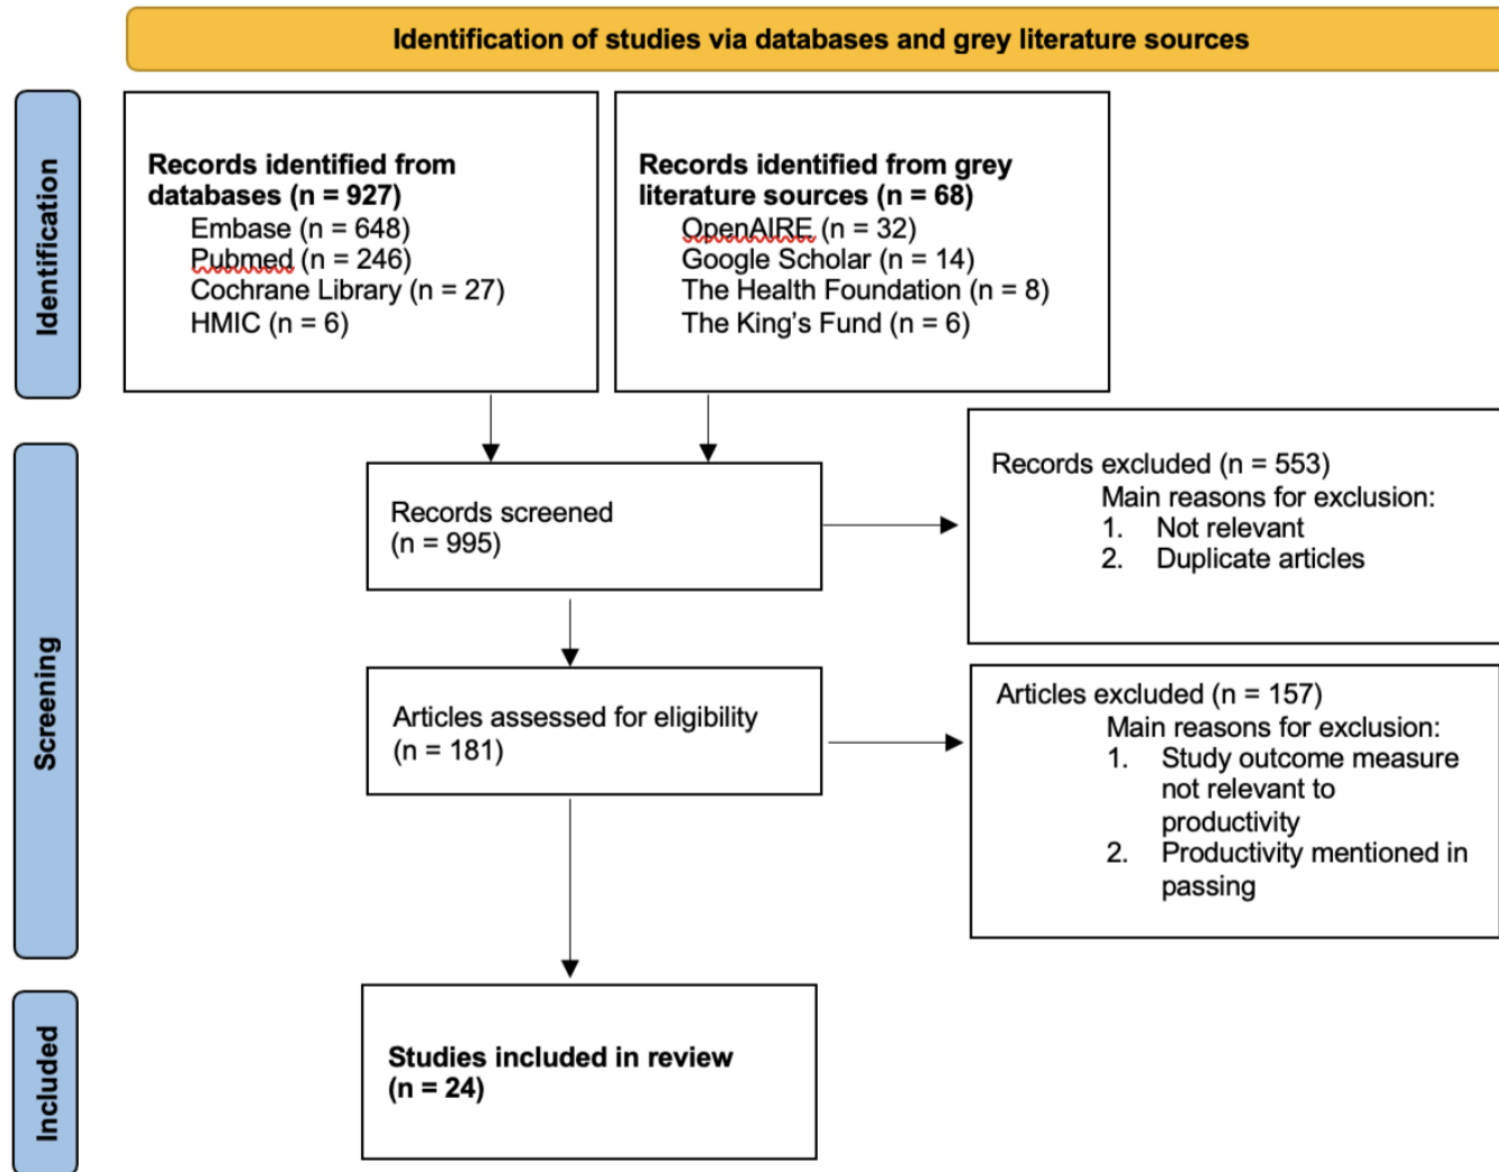 Identification of studies via databases and grey literature sources
Identification
Records identified from
databases (n = 927)
Embase (n = 648)
Pubmed (n = 246)
Cochrane Library (n = 27)
HMIC (n = 6)
Records identified from grey
literature sources (n = 68)
OpenAIRE (n = 32)
Google Scholar (n = 14)
The Health Foundation (n = 8)
The King's Fund (n = 6)
Screening
Records screened
(n = 995)
Records excluded (n = 553)
Main reasons for exclusion:
1. Not relevant
2. Duplicate articles
Articles assessed for eligibility
(n = 181)
Articles excluded (n = 157)
Main reasons for exclusion:
1. Study outcome measure
not relevant to
productivity
2. Productivity mentioned in
passing
Included
Studies included in review
(n = 24)